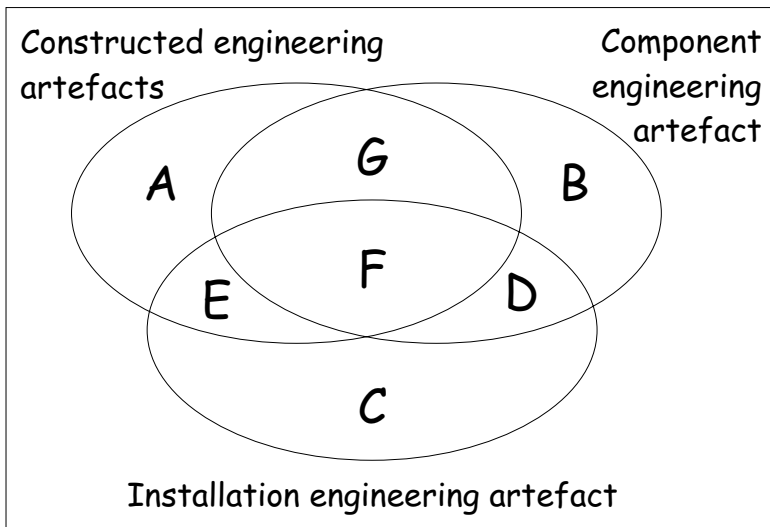 Constructed engineering
artefacts
Component
engineering
artefact
G
A
B
F
E
D
C
Installation engineering artefact